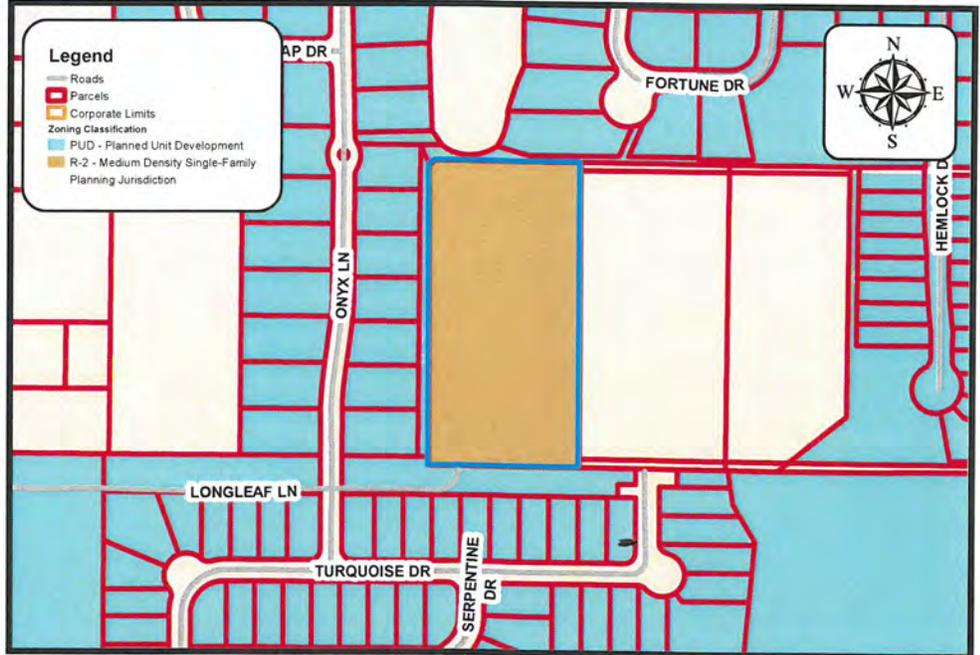 Legend
Roads
Parcels
Corporate Limits
Zoning Classification
PUD - Planned Unit Development
R-2 - Medium Density Single-Family
Planning Jurisdiction
AP DR
FORTUNE DR
N
W
E
S
HEMLOCK D
ONYX LN
LONGLEAF LN
TURQUOISE DR
SERPENTINE
DR